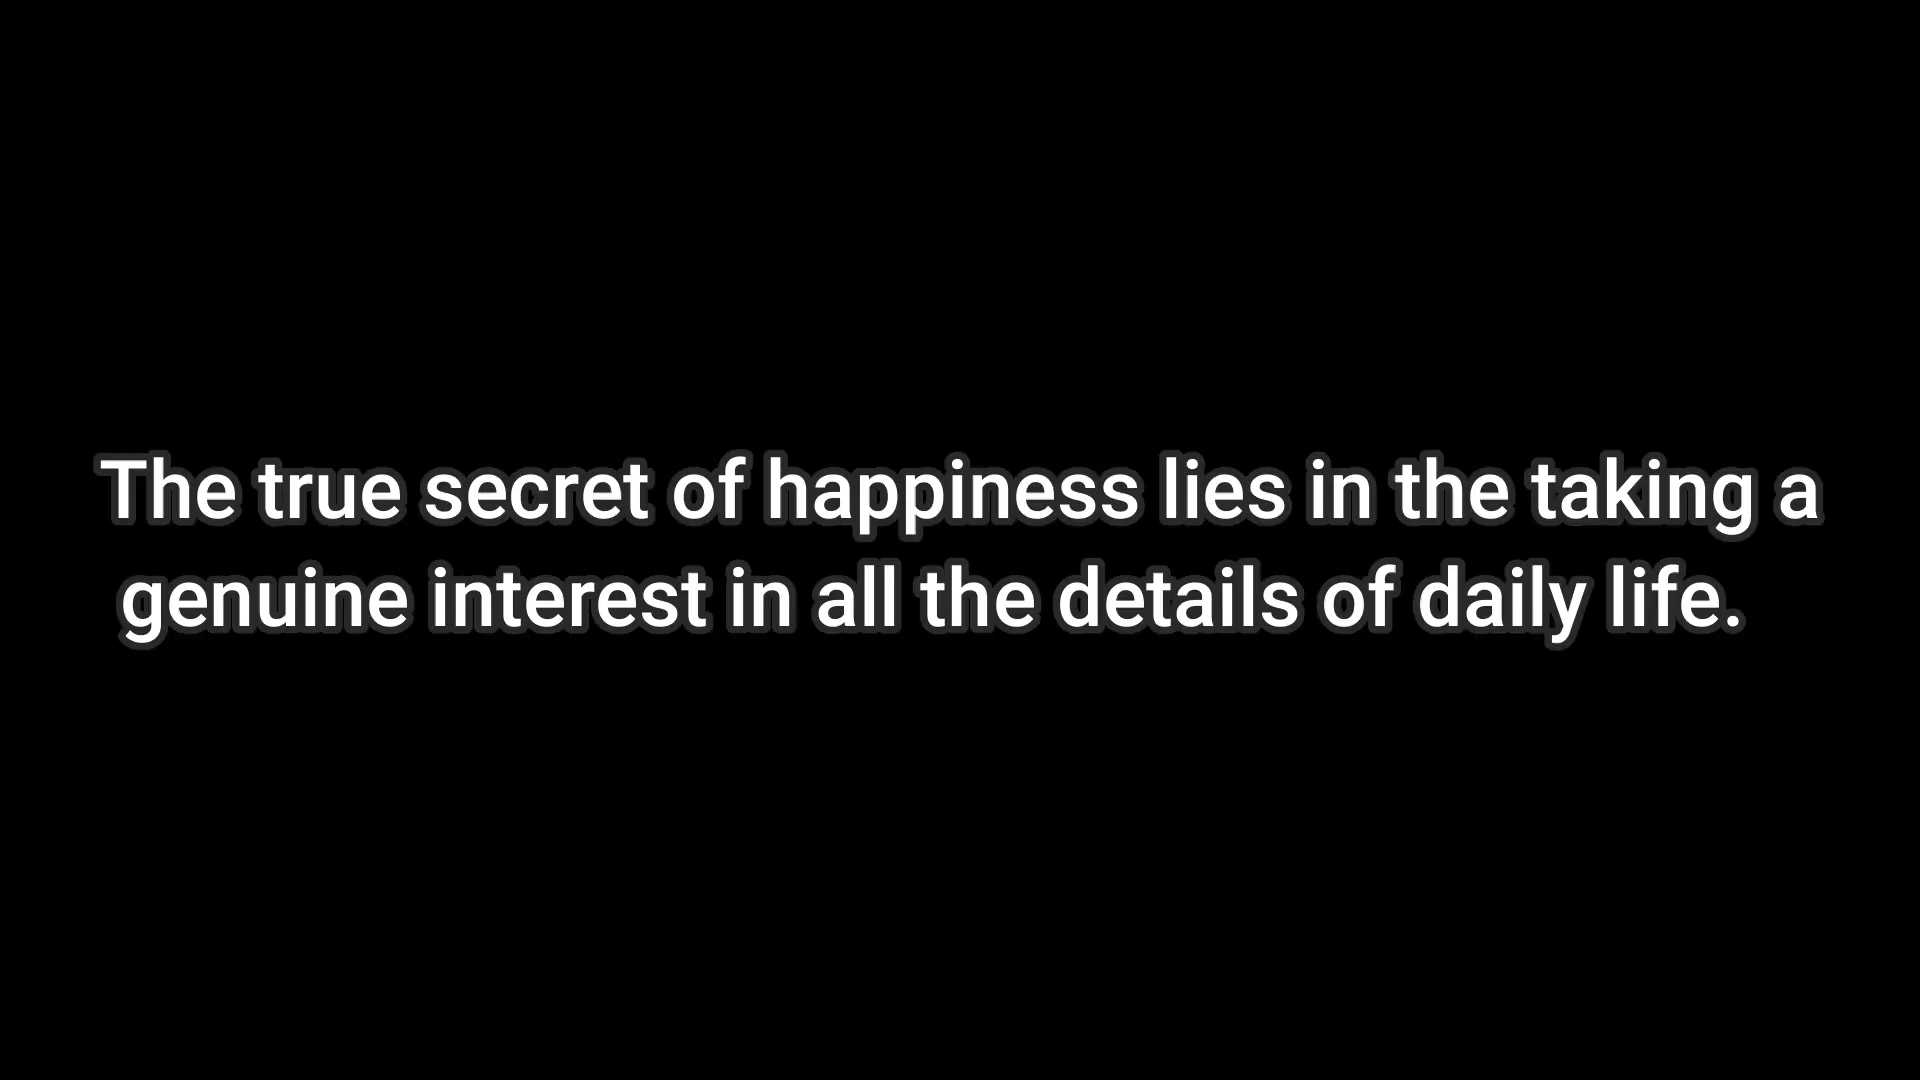 The true secret of happiness lies in the taking a
genuine interest in all the details of daily life.